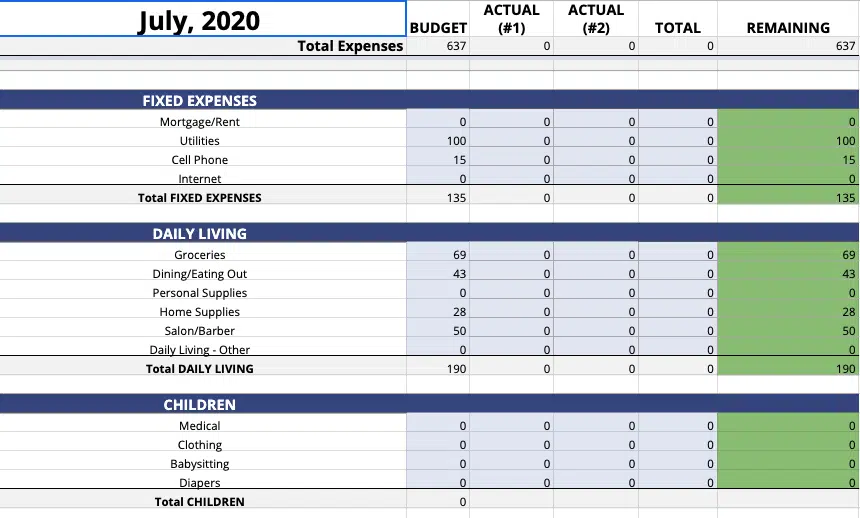 July, 2020 BUDGET ACTUAL (#1) ACTUAL (#2) TOTAL REMAINING
Total Expenses 637 0 0 0 637
FIXED EXPENSES
Mortgage/Rent 0 0 0 0 0
Utilities 100 0 0 0 100
Cell Phone 15 0 0 0 15
Internet 0 0 0 0 0
Total FIXED EXPENSES 135 0 0 0 135
DAILY LIVING
Groceries 69 0 0 0 69
Dining/Eating Out 43 0 0 0 43
Personal Supplies 0 0 0 0 0
Home Supplies 28 0 0 0 28
Salon/Barber 50 0 0 0 50
Daily Living - Other 0 0 0 0 0
Total DAILY LIVING 190 0 0 0 190
CHILDREN
Medical 0 0 0 0 0
Clothing 0 0 0 0 0
Babysitting 0 0 0 0 0
Diapers 0 0 0 0 0
Total CHILDREN 0